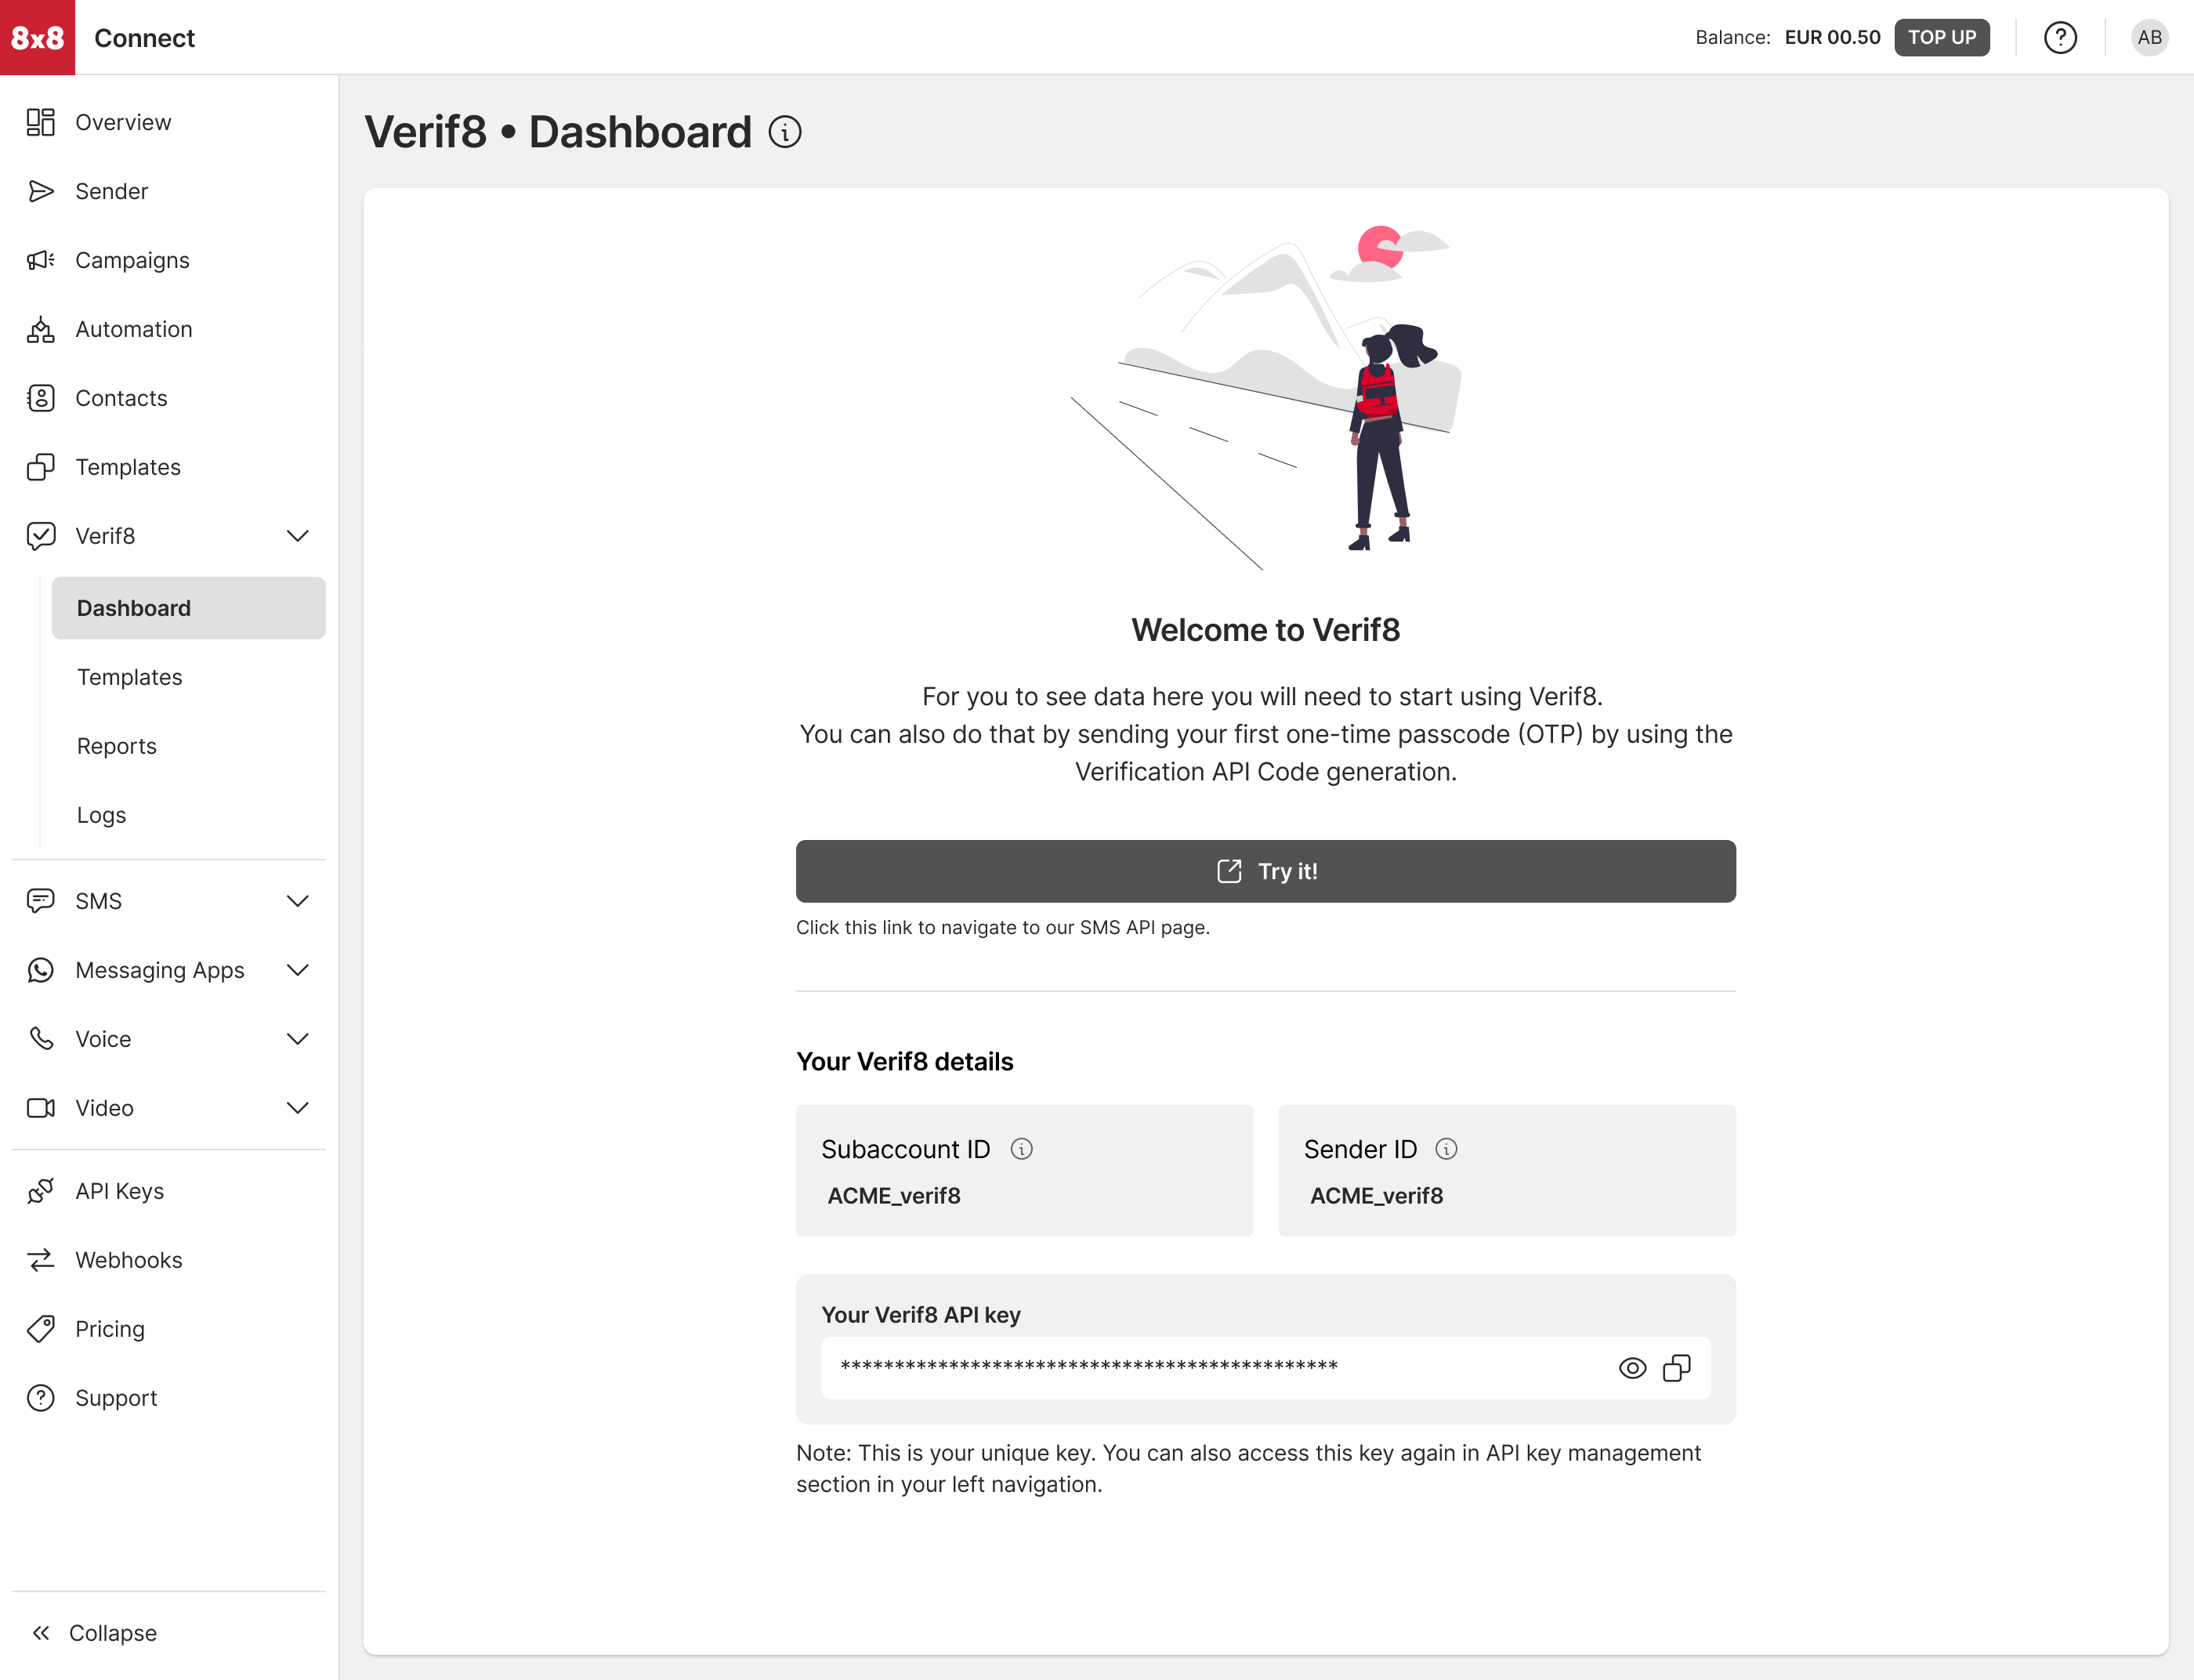 8x8
Connect
Balance: EUR 00.50
TOP UP
AB
Overview
Sender
Campaigns
Automation
Contacts
Templates
Verif8
Dashboard
Templates
Reports
Logs
SMS
Messaging Apps
Voice
Video
API Keys
Webhooks
Pricing
Support
Collapse
Verif8 • Dashboard
Welcome to Verif8
For you to see data here you will need to start using Verif8.
You can also do that by sending your first one-time passcode (OTP) by using the
Verification API Code generation.
Try it!
Click this link to navigate to our SMS API page.
Your Verif8 details
Subaccount ID
ACME_verif8
Sender ID
ACME_verif8
Your Verif8 API key
**********************************************
Note: This is your unique key. You can also access this key again in API key management
section in your left navigation.